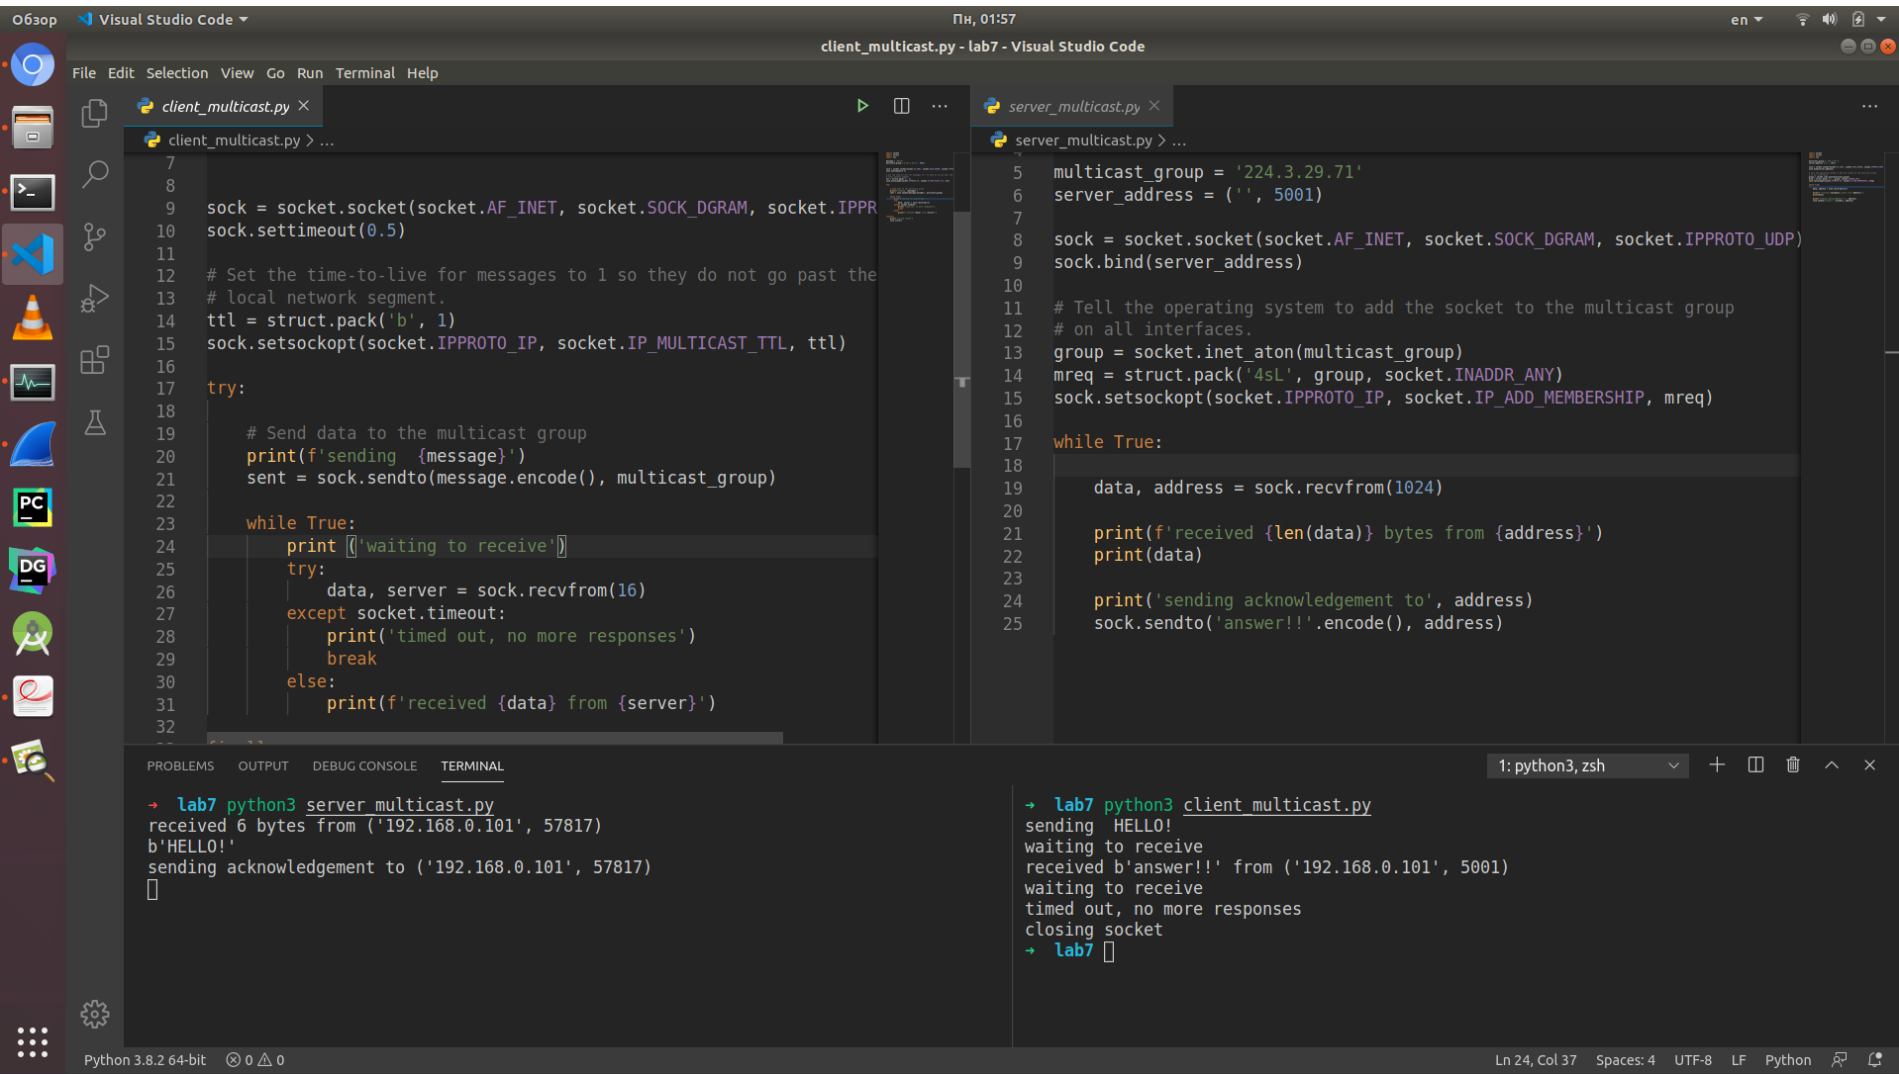 Обзор
Visual Studio Code
Пн, 01:57
en
client_multicast.py - lab7 - Visual Studio Code
File Edit Selection View Go Run Terminal Help
client_multicast.py
client_multicast.py > ...
7
8
9 sock = socket.socket(socket.AF_INET, socket.SOCK_DGRAM, socket.IPPR
10 sock.settimeout(0.5)
11
12 # Set the time-to-live for messages to 1 so they do not go past the
13 # local network segment.
14 ttl = struct.pack('b', 1)
15 sock.setsockopt(socket.IPPROTO_IP, socket.IP_MULTICAST_TTL, ttl)
16
17 try:
18
19 # Send data to the multicast group
20 print(f'sending  {message}')
21 sent = sock.sendto(message.encode(), multicast_group)
22
23 while True:
24 print ('waiting to receive')
25 try:
26 data, server = sock.recvfrom(16)
27 except socket.timeout:
28 print('timed out, no more responses')
29 break
30 else:
31 print(f'received {data} from {server}')
32
server_multicast.py
server_multicast.py > ...
5 multicast_group = '224.3.29.71'
6 server_address = ('', 5001)
7
8 sock = socket.socket(socket.AF_INET, socket.SOCK_DGRAM, socket.IPPROTO_UDP)
9 sock.bind(server_address)
10
11 # Tell the operating system to add the socket to the multicast group
12 # on all interfaces.
13 group = socket.inet_aton(multicast_group)
14 mreq = struct.pack('4sL', group, socket.INADDR_ANY)
15 sock.setsockopt(socket.IPPROTO_IP, socket.IP_ADD_MEMBERSHIP, mreq)
16
17 while True:
18
19 data, address = sock.recvfrom(1024)
20
21 print(f'received {len(data)} bytes from {address}')
22 print(data)
23
24 print('sending acknowledgement to', address)
25 sock.sendto('answer!!'.encode(), address)
PROBLEMS OUTPUT DEBUG CONSOLE TERMINAL
1: python3, zsh
→ lab7 python3 server_multicast.py
received 6 bytes from ('192.168.0.101', 57817)
b'HELLO!'
sending acknowledgement to ('192.168.0.101', 57817)
→ lab7 python3 client_multicast.py
sending  HELLO!
waiting to receive
received b'answer!!' from ('192.168.0.101', 5001)
waiting to receive
timed out, no more responses
closing socket
→ lab7
PC
DG
Python 3.8.2 64-bit 0 0
Ln 24, Col 37 Spaces: 4 UTF-8 LF Python